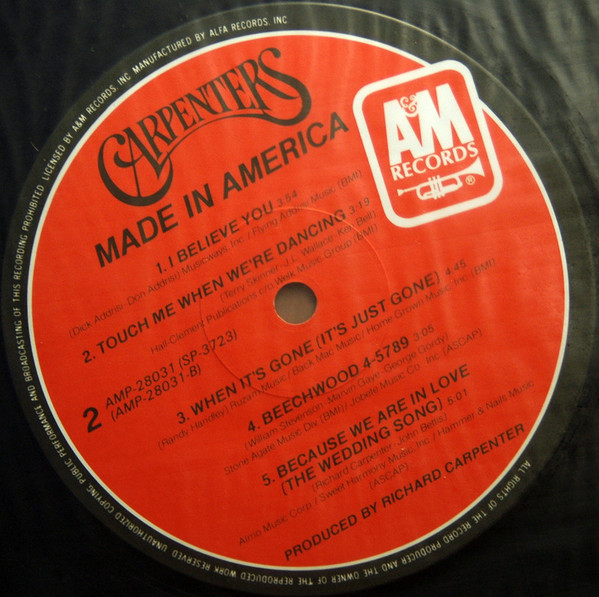 CARPENTERS
MADE IN AMERICA
A&M
RECORDS
®
1. I BELIEVE YOU 3:54
(Dick Addrisi-Don Addrisi) Musicways, Inc. / Flying Addrisi Music (BMI)
2. TOUCH ME WHEN WE'RE DANCING 3:19
(Terry Skinner-J.L. Wallace-Ken Bell)
Hall-Clement Publications c/o Welk Music Group (BMI)
2
AMP-28031 (SP-3723)
(AMP-28031-B)
3. WHEN IT'S GONE (IT'S JUST GONE) 4:45
(Randy Handley) Ruzam Music / Back Mac Music / Home Grown Music, Inc. (BMI)
4. BEECHWOOD 4-5789 3:06
(William Stevenson-Marvin Gaye-George Gordy)
Stone Agate Music Div. (BMI)/ Jobete Music Co., Inc. (ASCAP)
5. BECAUSE WE ARE IN LOVE
(THE WEDDING SONG) 5:01
(Richard Carpenter-John Bettis)
Almo Music Corp / Sweet Harmony Music, Inc. / Hammer & Nails Music
(ASCAP)
PRODUCED BY RICHARD CARPENTER
ALL RIGHTS OF THE RECORD PRODUCER AND THE OWNER OF THE REPRODUCED WORK RESERVED UNAUTHORIZED COPYING PUBLIC PERFORMANCE AND BROADCASTING OF THIS RECORDING PROHIBITED LICENSED BY A&M RECORDS, INC MANUFACTURED BY ALFA RECORDS, INC